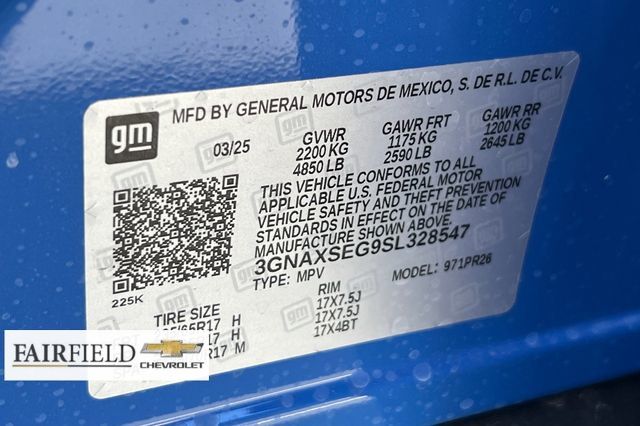 gm
MFD BY GENERAL MOTORS DE MEXICO, S. DE R.L. DE C.V.
03/25
GVWR GAWR FRT GAWR RR
2200 KG 1175 KG 1200 KG
4850 LB 2590 LB 2645 LB
THIS VEHICLE CONFORMS TO ALL
APPLICABLE U.S. FEDERAL MOTOR
VEHICLE SAFETY AND THEFT PREVENTION
STANDARDS IN EFFECT ON THE DATE OF
MANUFACTURE SHOWN ABOVE.
3GNAXSEG9SL328547
225K
TYPE: MPV MODEL: 971PR26
TIRE SIZE RIM
/65R17 H 17X7.5J
17 H 17X7.5J
R17 M 17X4BT
FAIRFIELD
CHEVROLET